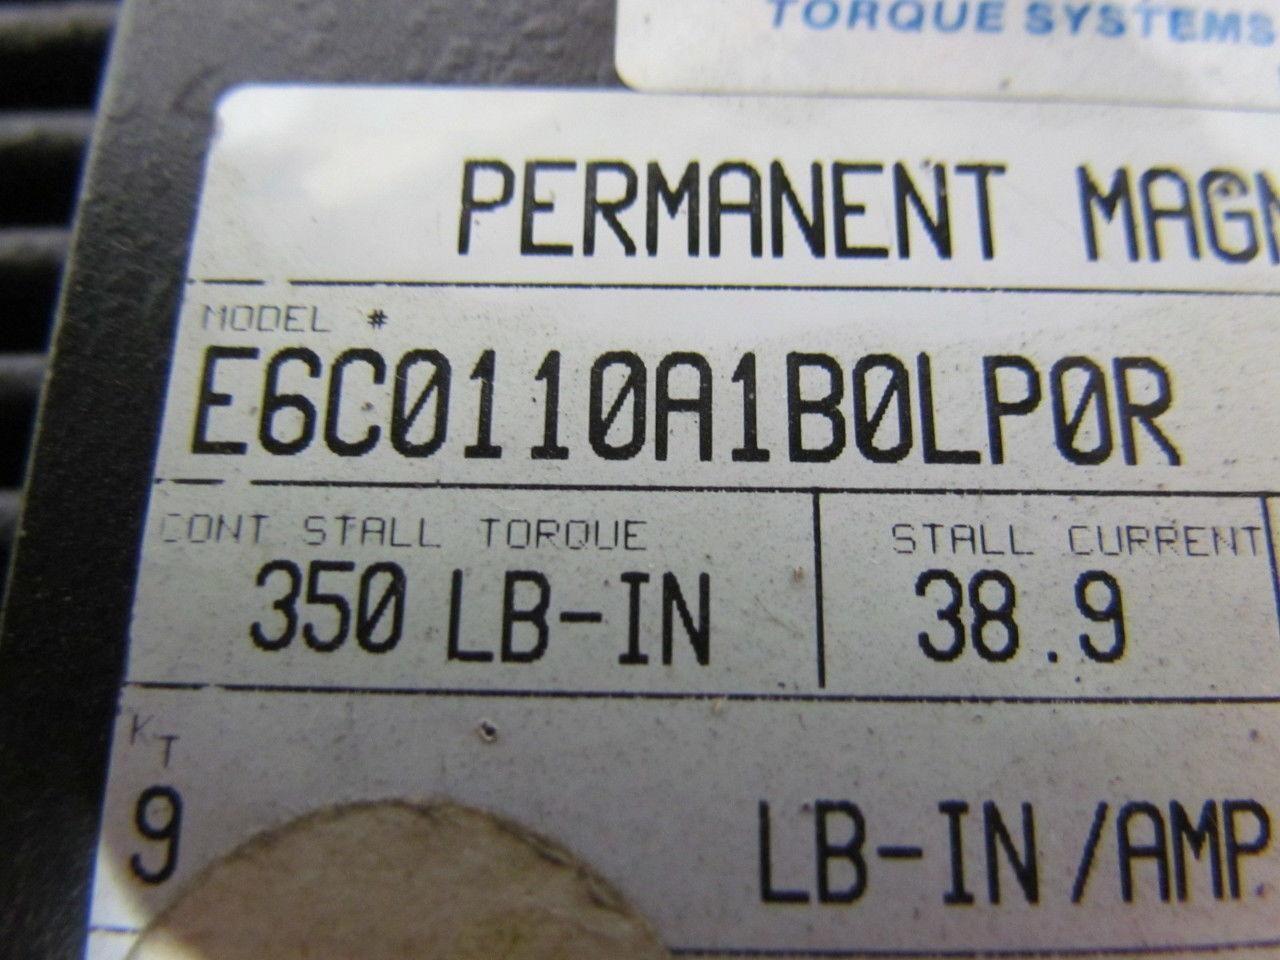 TORQUE SYSTEMS
PERMANENT
MODEL #
E6C0110A1B0LP0R
CONT STALL TORQUE
STALL CURRENT
350 LB-IN
38.9
KT
9
LB-IN/AMP